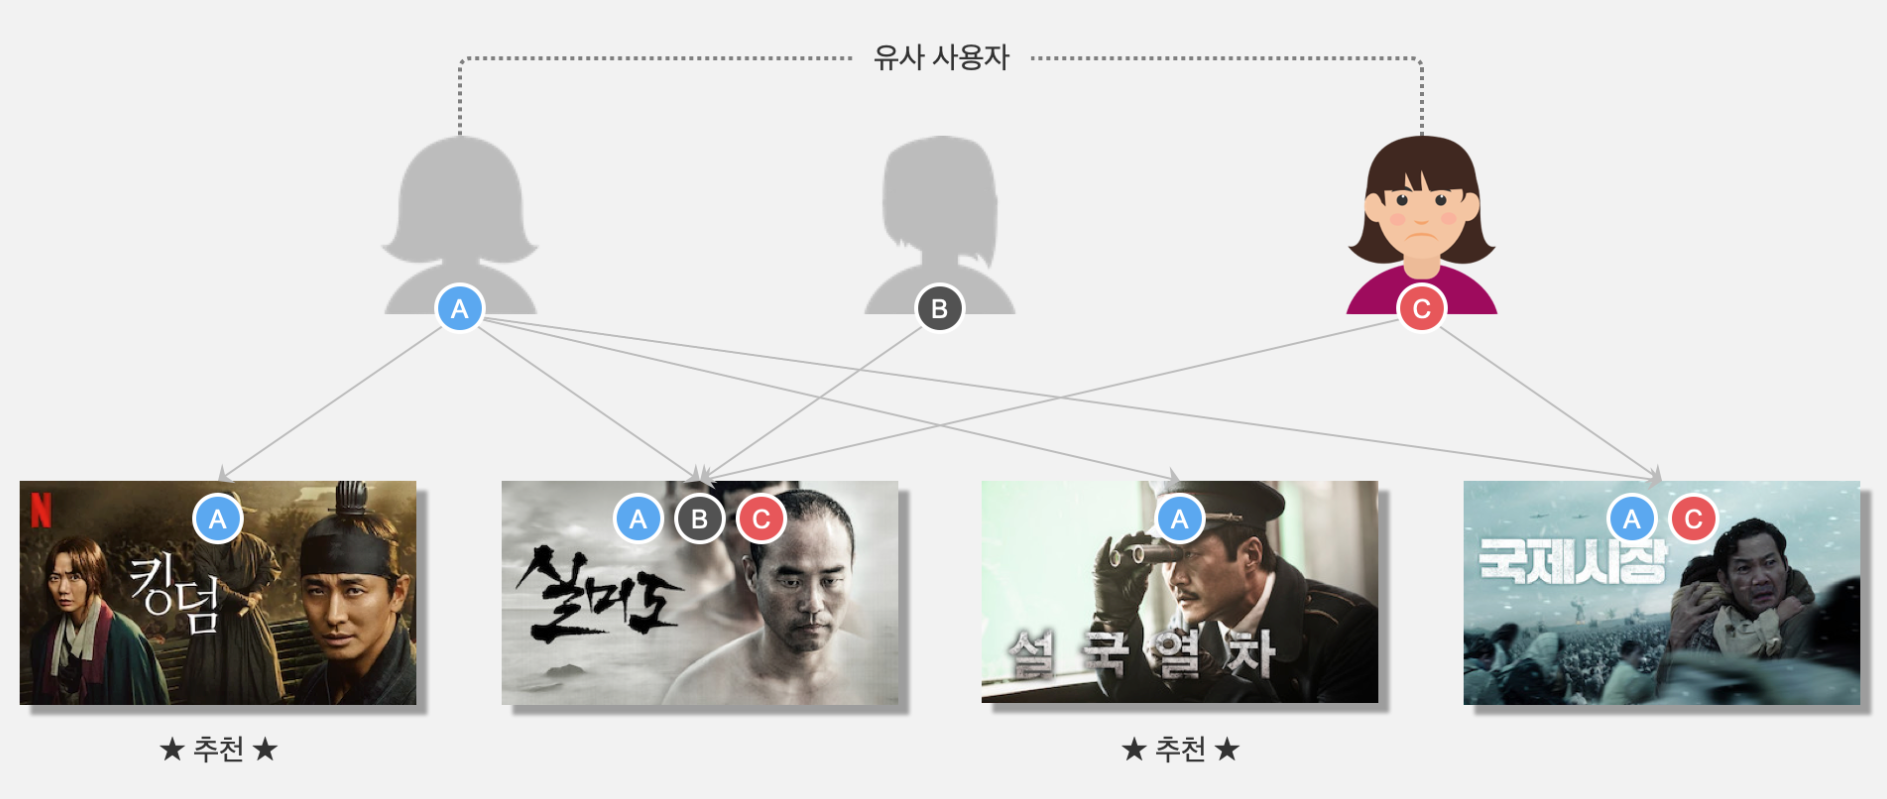 유사 사용자
A
B
C
N
A
킹덤
A B C
실미도
A
설국열차
A C
국제시장
★ 추천 ★
★ 추천 ★